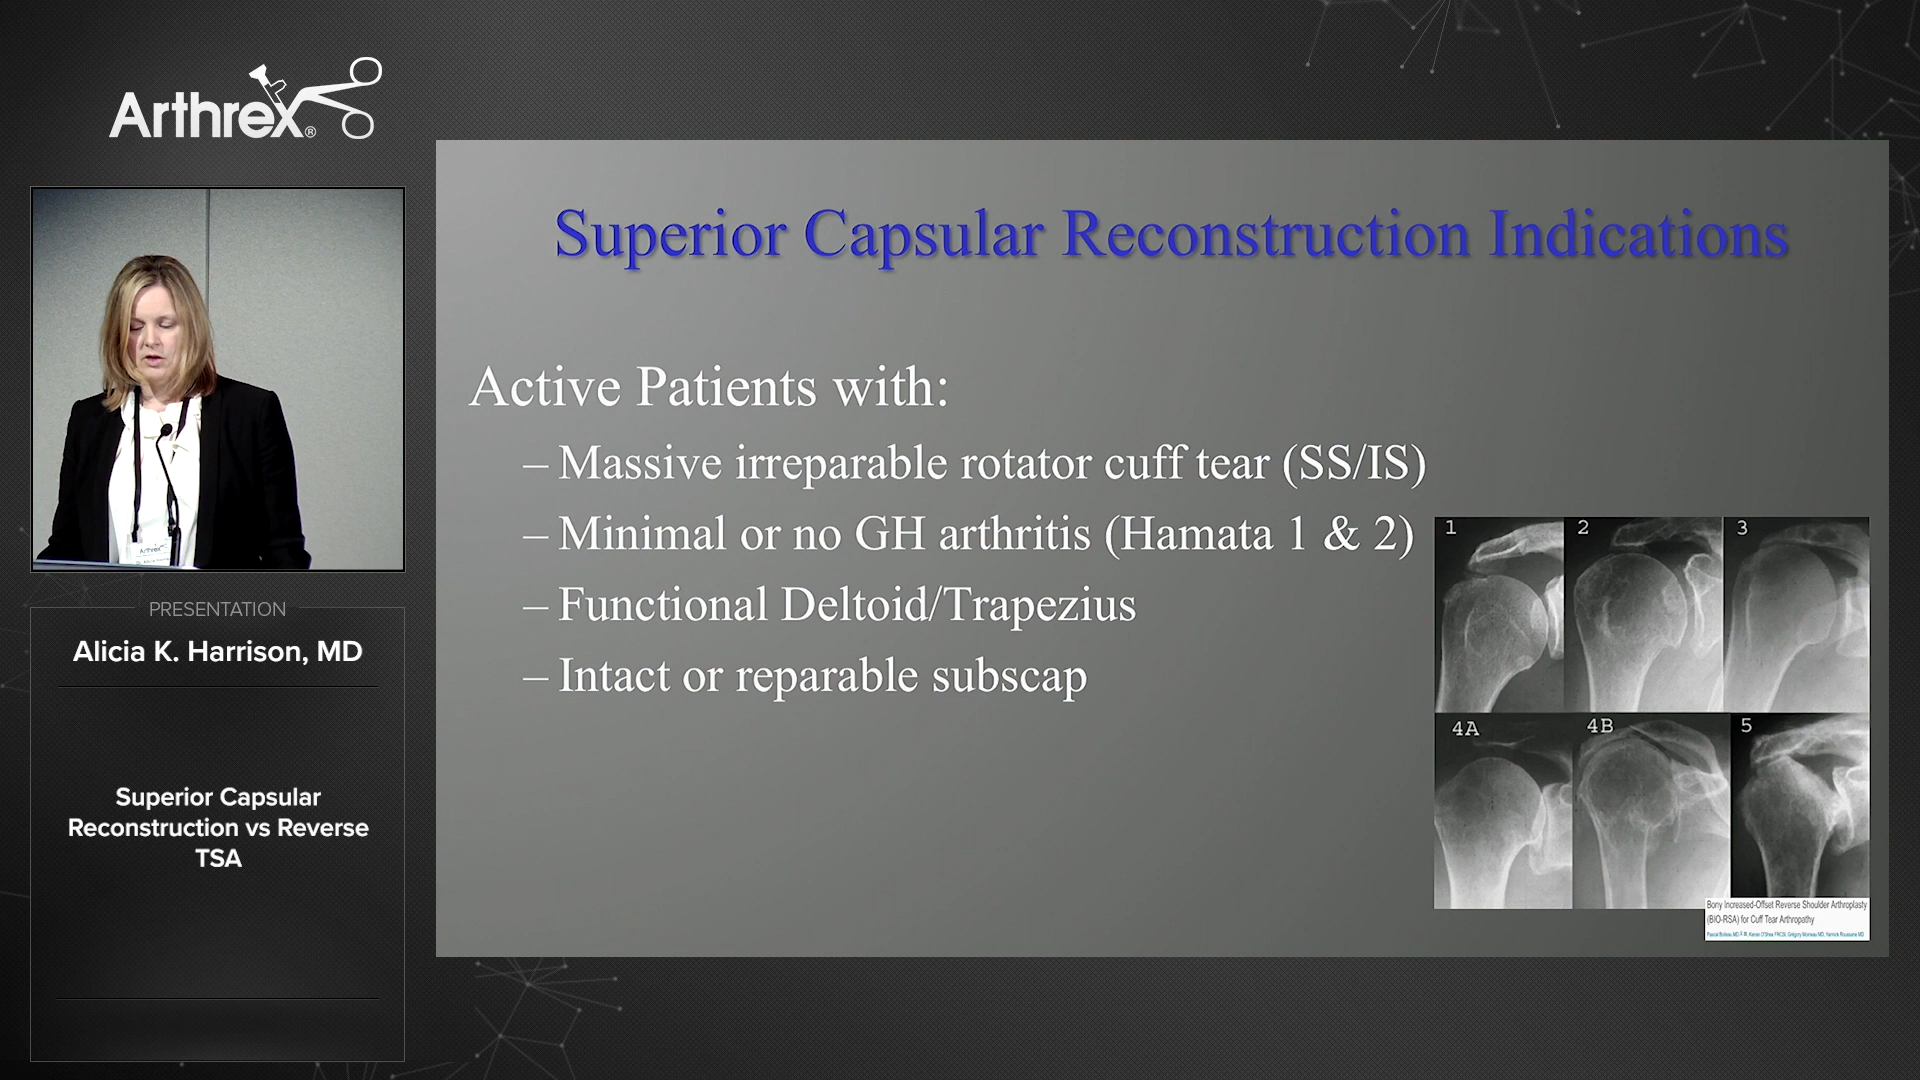 Arthrex®
Superior Capsular Reconstruction Indications
Active Patients with:
– Massive irreparable rotator cuff tear (SS/IS)
– Minimal or no GH arthritis (Hamata 1 & 2)
– Functional Deltoid/Trapezius
– Intact or reparable subscap
1
2
3
4A
4B
5
Bony Increased-Offset Reverse Shoulder Arthroplasty
(BIO-RSA) for Cuff Tear Arthropathy
Arthrex
PRESENTATION
Alicia K. Harrison, MD
Superior Capsular
Reconstruction vs Reverse
TSA